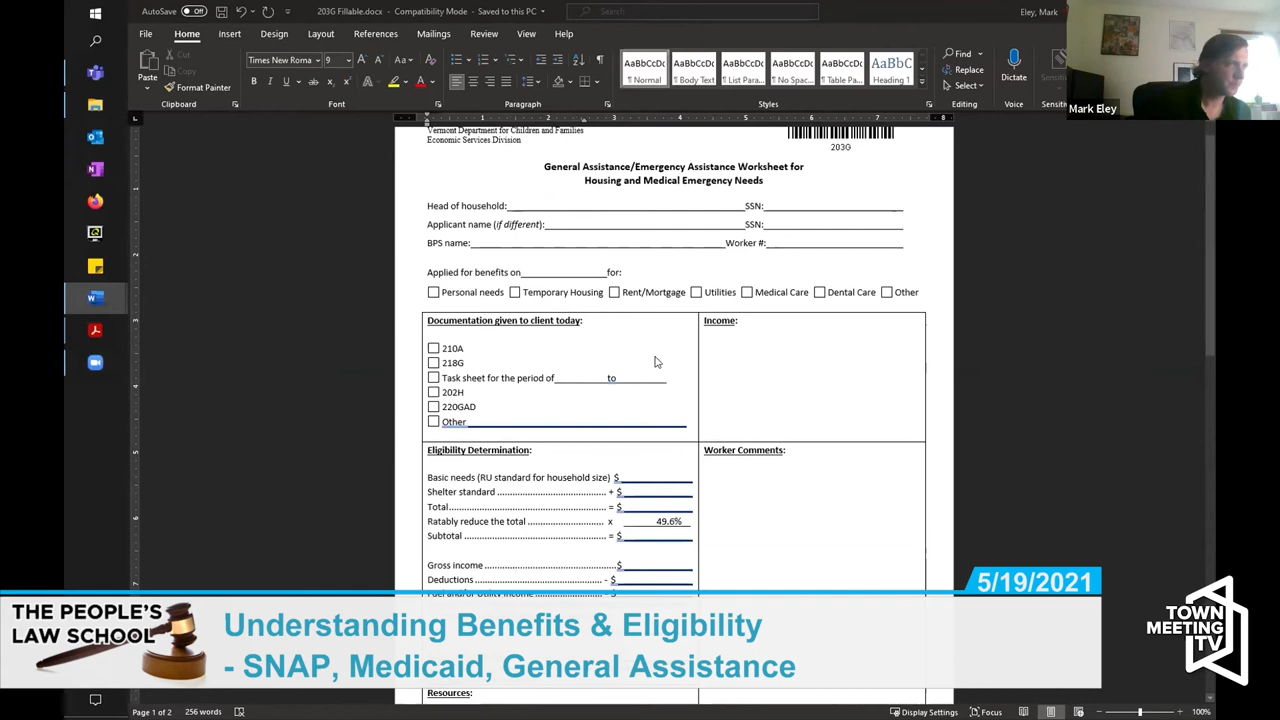 AutoSave Off
203G Fillable.docx - Compatibility Mode - Saved to this PC
Search
Eley, Mark
File Home Insert Design Layout References Mailings Review View Help
Paste
Cut
Copy
Format Painter
Clipboard
Times New Roma 9
Font
Paragraph
AaBbCcDc AaBbCcDc AaBbCcDc AaBbCcDc AaBbCcDc AaBbC
¶ Normal ¶ Body Text ¶ List Para... ¶ No Spac... ¶ Table Pa... Heading 1
Styles
Find
Replace
Select
Editing
Dictate
Voice
Mark Eley
Vermont Department for Children and Families
Economic Services Division
203G
General Assistance/Emergency Assistance Worksheet for
Housing and Medical Emergency Needs
Head of household: SSN:
Applicant name (if different): SSN:
BPS name: Worker #:
Applied for benefits on for:
Personal needs Temporary Housing Rent/Mortgage Utilities Medical Care Dental Care Other
Documentation given to client today:
210A
218G
Task sheet for the period of to
202H
220GAD
Other
Income:
Eligibility Determination:
Basic needs (RU standard for household size) $
Shelter standard + $
Total = $
Ratably reduce the total x 49.6%
Subtotal = $
Gross income $
Deductions - $
Worker Comments:
5/19/2021
THE PEOPLE'S
LAW SCHOOL
Understanding Benefits & Eligibility
- SNAP, Medicaid, General Assistance
TOWN
MEETING
TV
Resources:
Page 1 of 2 256 words
Display Settings Focus 100%